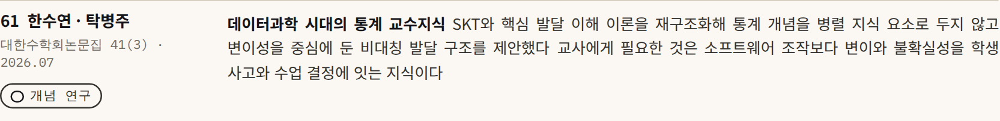 61 한수연 · 탁병주
대한수학회논문집 41(3) ·
2026.07
개념 연구
데이터과학 시대의 통계 교수지식 SKT와 핵심 발달 이해 이론을 재구조화해 통계 개념을 병렬 지식 요소로 두지 않고
변이성을 중심에 둔 비대칭 발달 구조를 제안했다 교사에게 필요한 것은 소프트웨어 조작보다 변이와 불확실성을 학생
사고와 수업 결정에 잇는 지식이다